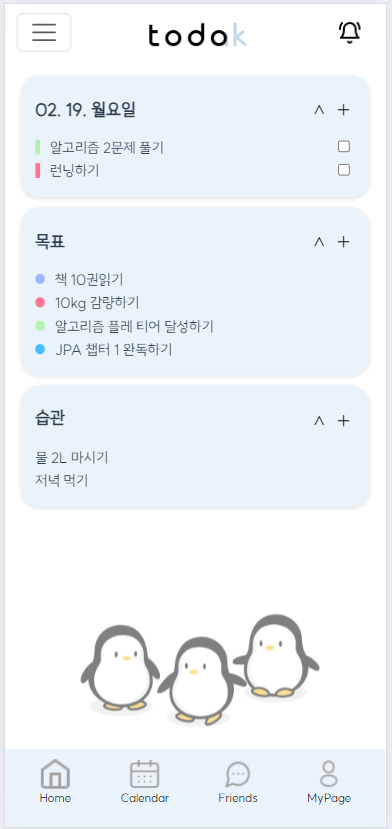 todak
02. 19. 월요일
^ +
알고리즘 2문제 풀기
런닝하기
목표
^ +
책 10권읽기
10kg 감량하기
알고리즘 플레 티어 달성하기
JPA 챕터 1 완독하기
습관
^ +
물 2L 마시기
저녁 먹기
Home Calendar Friends MyPage